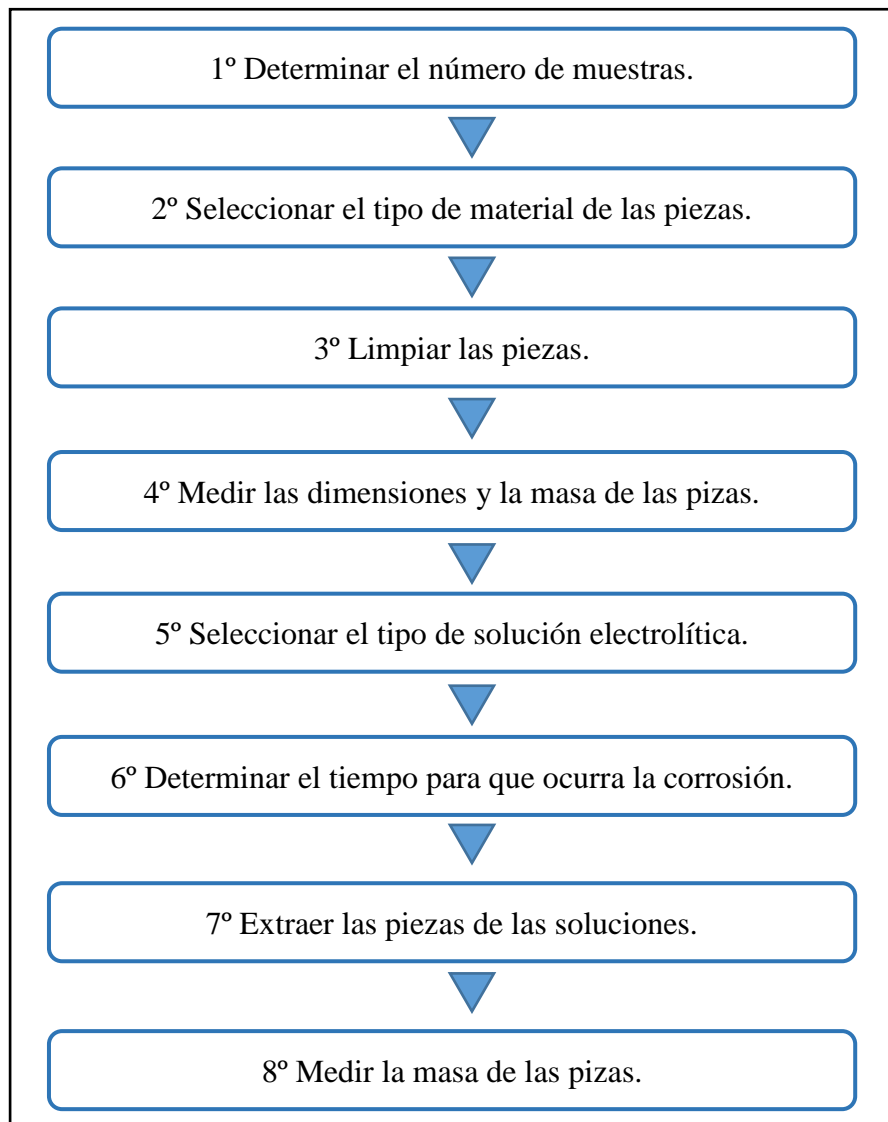 1º Determinar el número de muestras.
2º Seleccionar el tipo de material de las piezas.
3º Limpiar las piezas.
4º Medir las dimensiones y la masa de las pizas.
5º Seleccionar el tipo de solución electrolítica.
6º Determinar el tiempo para que ocurra la corrosión.
7º Extraer las piezas de las soluciones.
8º Medir la masa de las pizas.